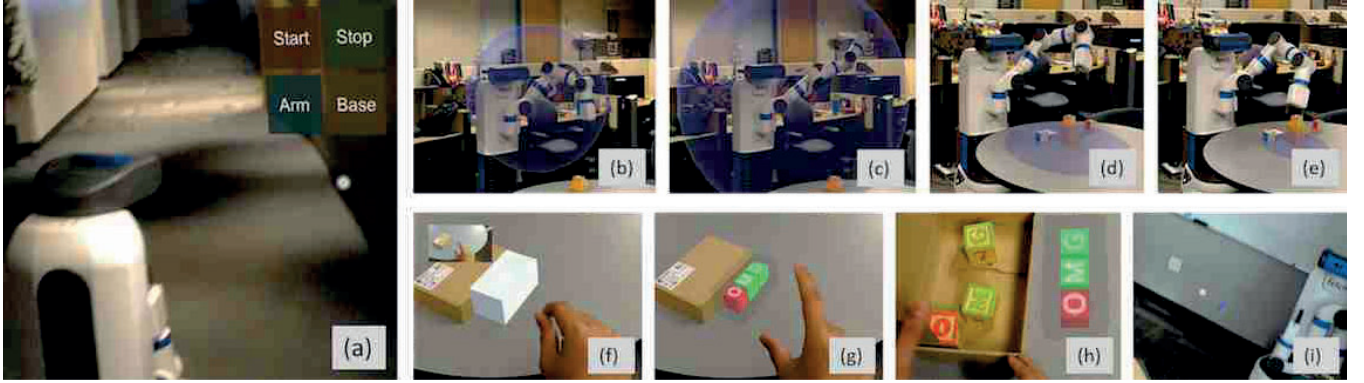 Start Stop
Arm Base
(a)
(b)
(c)
(d)
(e)
(f)
O M G
(g)
G
M
O
(h)
G
M
O
(i)